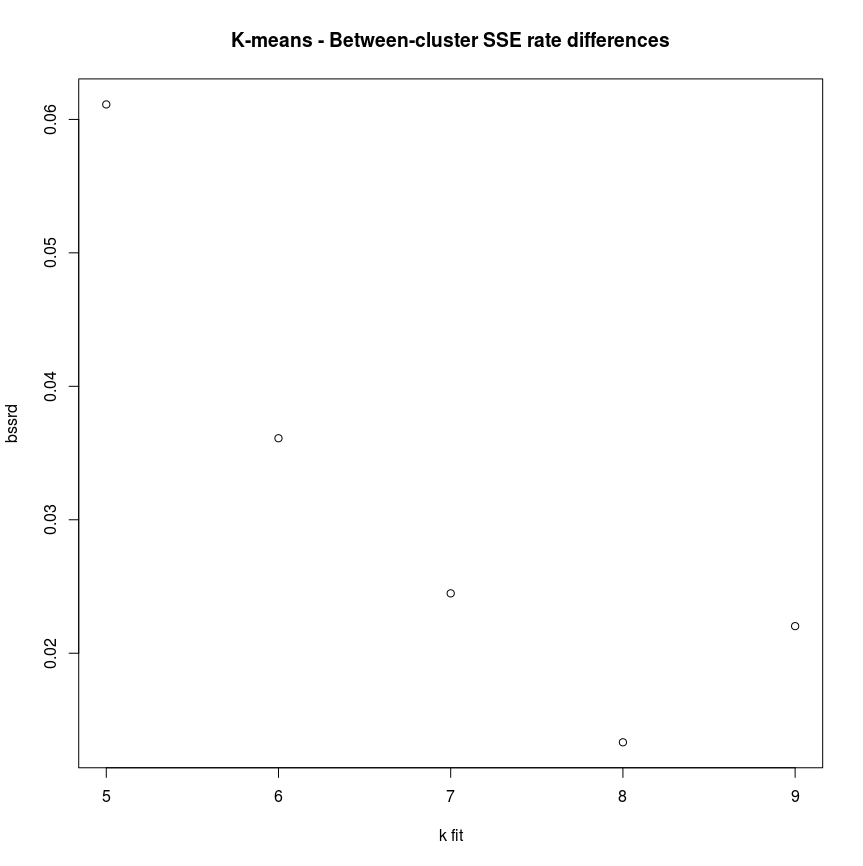 K-means - Between-cluster SSE rate differences
0.06
0.05
0.04
0.03
0.02
bssrd
5 6 7 8 9
k fit